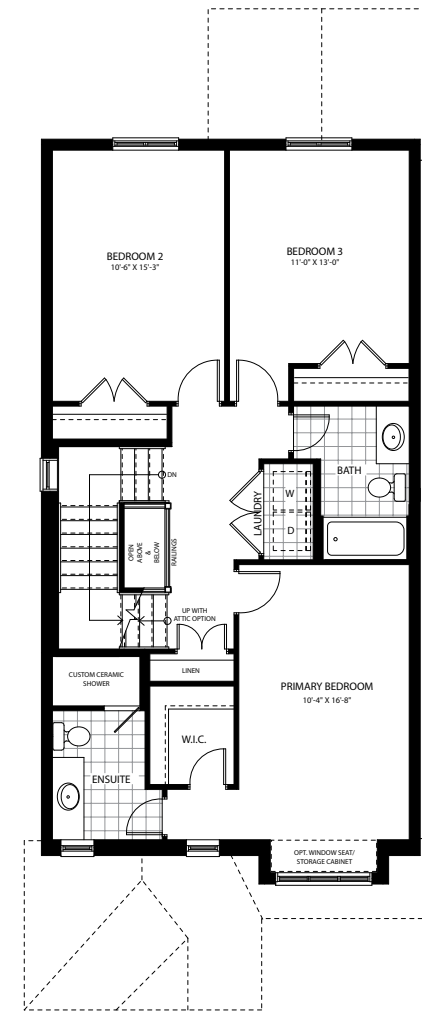 BEDROOM 2
10'-6" X 15'-3"
BEDROOM 3
11'-0" X 13'-0"
DN
BATH
LAUNDRY
W
D
OPEN
ABOVE
&
BELOW
RAILINGS
UP WITH
ATTIC OPTION
LINEN
CUSTOM CERAMIC
SHOWER
PRIMARY BEDROOM
10'-4" X 16'-8"
W.I.C.
ENSUITE
OPT. WINDOW SEAT/
STORAGE CABINET